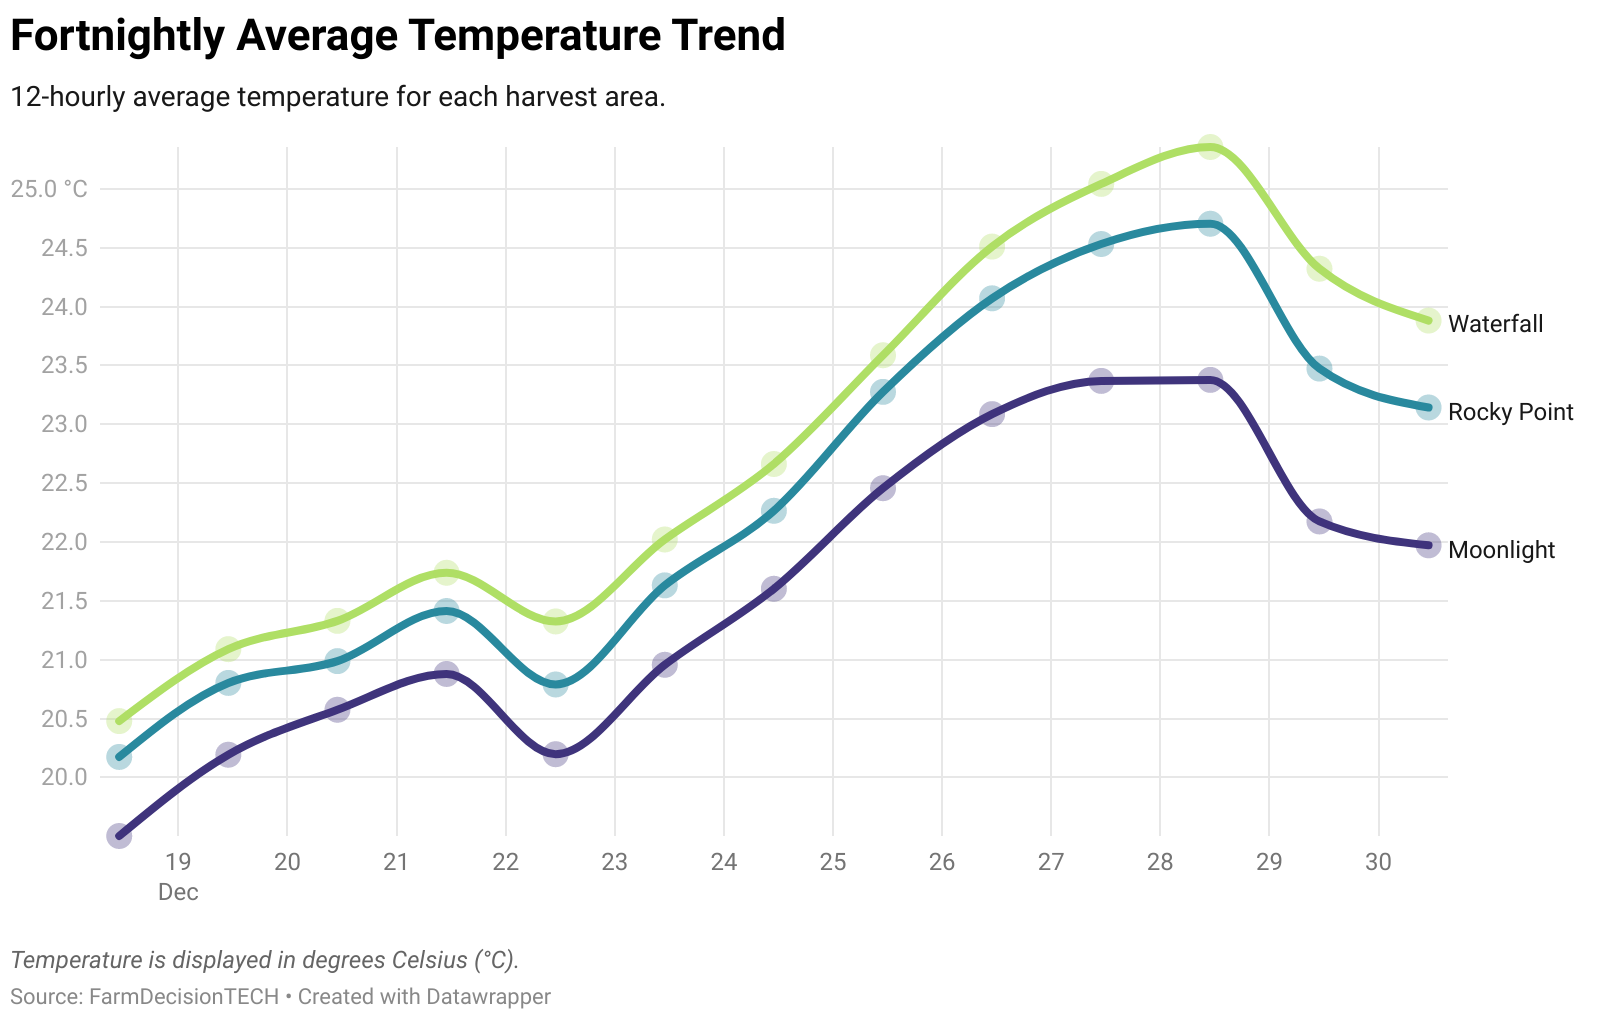 Fortnightly Average Temperature Trend
12-hourly average temperature for each harvest area.
25.0 °C
24.5
24.0
23.5
23.0
22.5
22.0
21.5
21.0
20.5
20.0
Waterfall
Rocky Point
Moonlight
19 20 21 22 23 24 25 26 27 28 29 30
Dec
Temperature is displayed in degrees Celsius (°C).
Source: FarmDecisionTECH • Created with Datawrapper